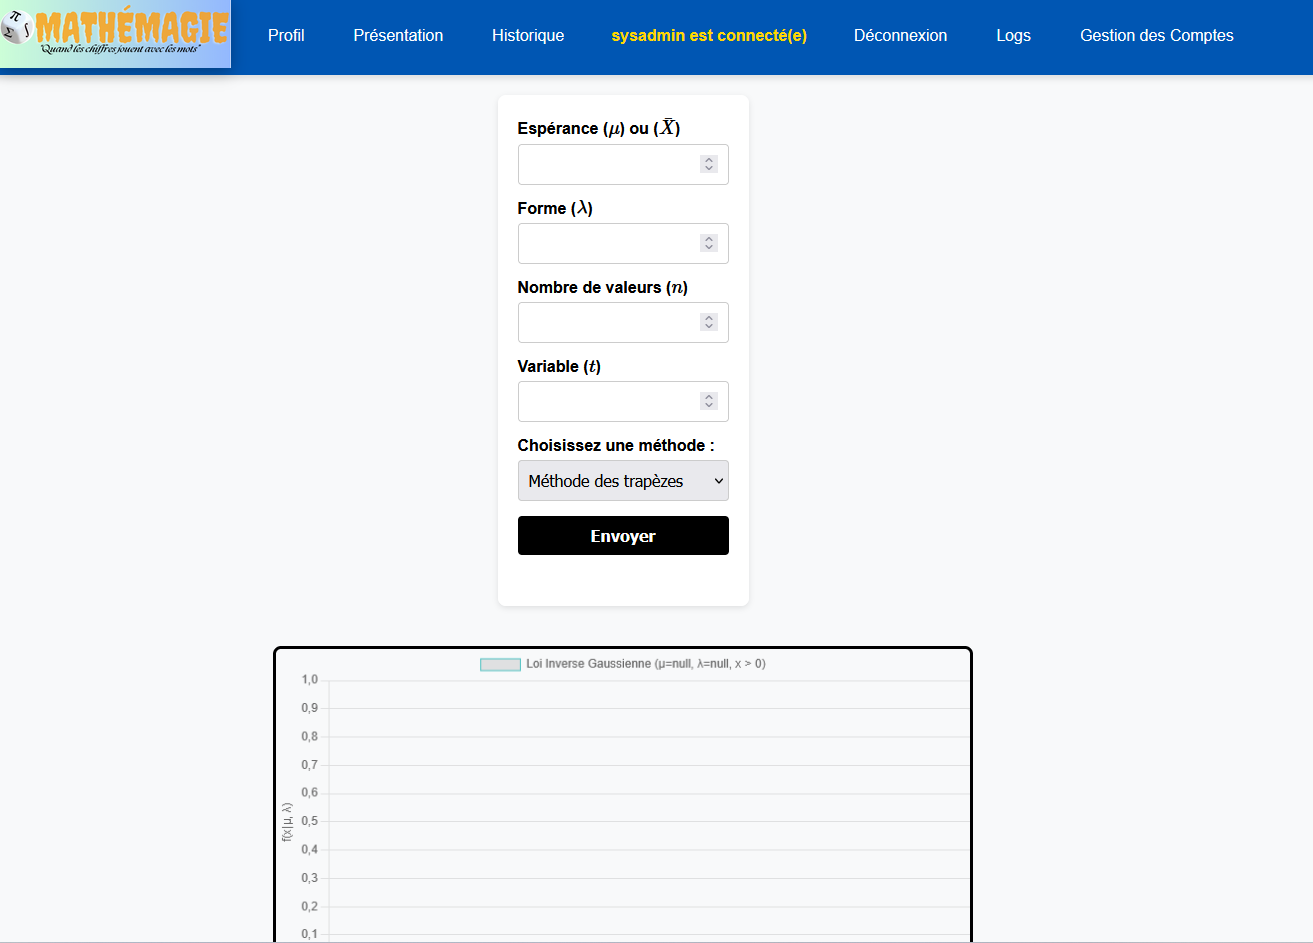 MATHÉMAGIE
"Quand les chiffres jouent avec les mots"
Profil
Présentation
Historique
sysadmin est connecté(e)
Déconnexion
Logs
Gestion des Comptes
Espérance (μ) ou (X̄)
Forme (λ)
Nombre de valeurs (n)
Variable (t)
Choisissez une méthode :
Méthode des trapèzes
Envoyer
Loi Inverse Gaussienne (μ=null, λ=null, x > 0)
f(x|μ, λ)
1,0
0,9
0,8
0,7
0,6
0,5
0,4
0,3
0,2
0,1